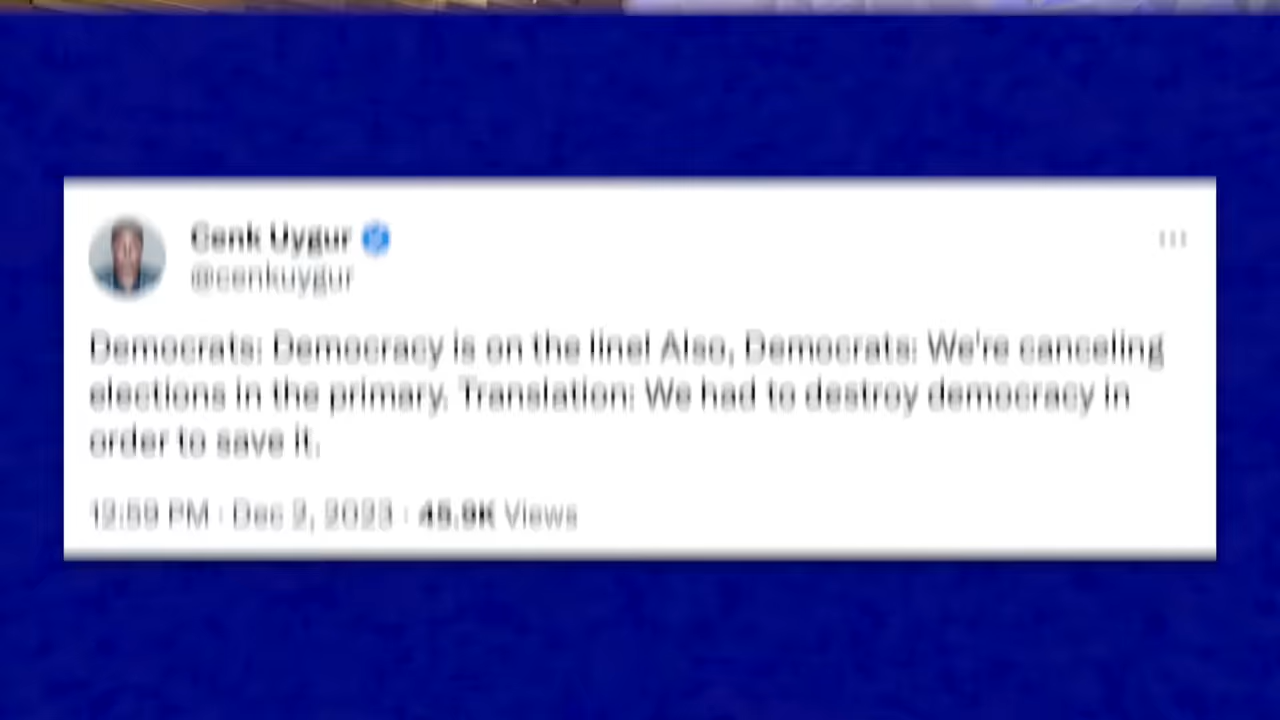 Cenk Uygur
@cenkuygur
Democrats: Democracy is on the line! Also, Democrats: We're canceling
elections in the primary. Translation: We had to destroy democracy in
order to save it.
12:59 PM · Dec 2, 2023 · 45.9K Views